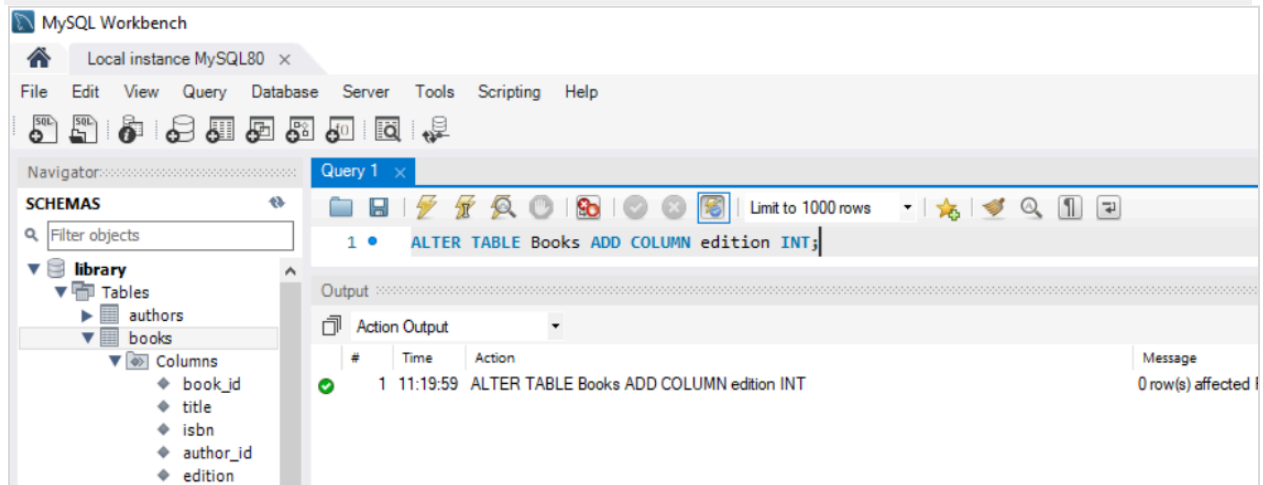 MySQL Workbench
Local instance MySQL80 ×
File Edit View Query Database Server Tools Scripting Help
SQL SQL
Navigator
Query 1 ×
SCHEMAS
Limit to 1000 rows
Filter objects
1 ALTER TABLE Books ADD COLUMN edition INT;
library
Tables
Output
authors
Action Output
books
# Time Action Message
Columns
1 11:19:59 ALTER TABLE Books ADD COLUMN edition INT 0 row(s) affected
book_id
title
isbn
author_id
edition